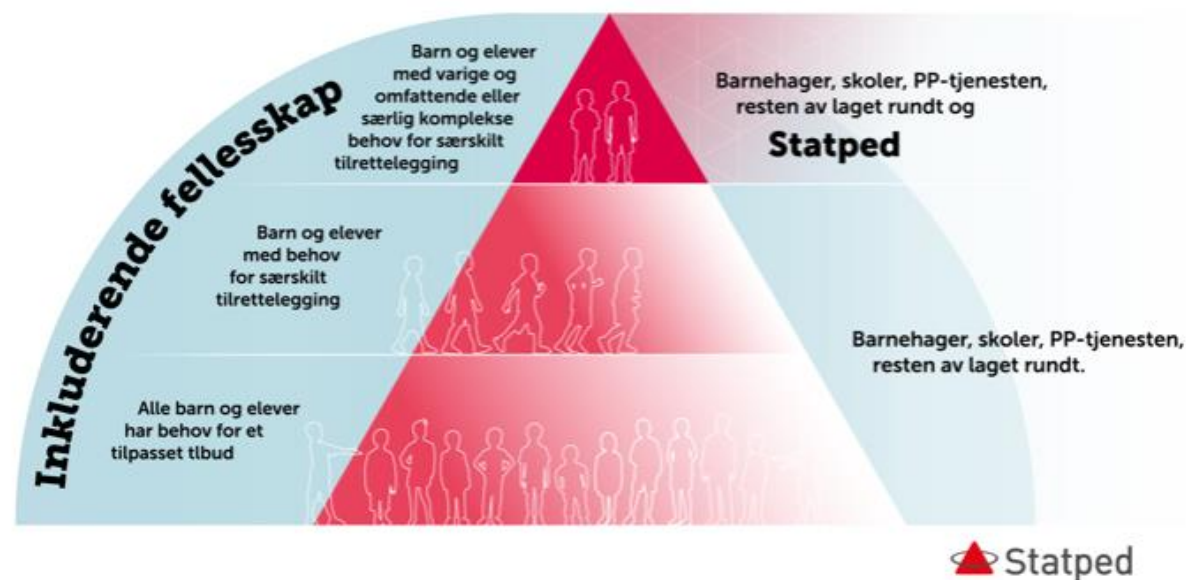 Inkluderende fellesskap
Barn og elever
med varige og
omfattende eller
særlig komplekse
behov for særskilt
tilrettelegging
Barnehager, skoler, PP-tjenesten,
resten av laget rundt og
Statped
Barn og elever
med behov
for særskilt
tilrettelegging
Barnehager, skoler, PP-tjenesten,
resten av laget rundt.
Alle barn og elever
har behov for et
tilpasset tlbud
Statped